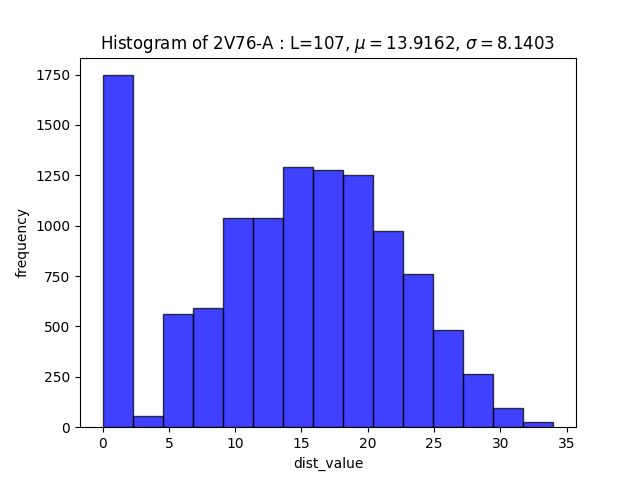 Histogram of 2V76-A : L=107, μ = 13.9162, σ = 8.1403
1750
1500
1250
1000
750
500
250
0
frequency
0 5 10 15 20 25 30 35
dist_value